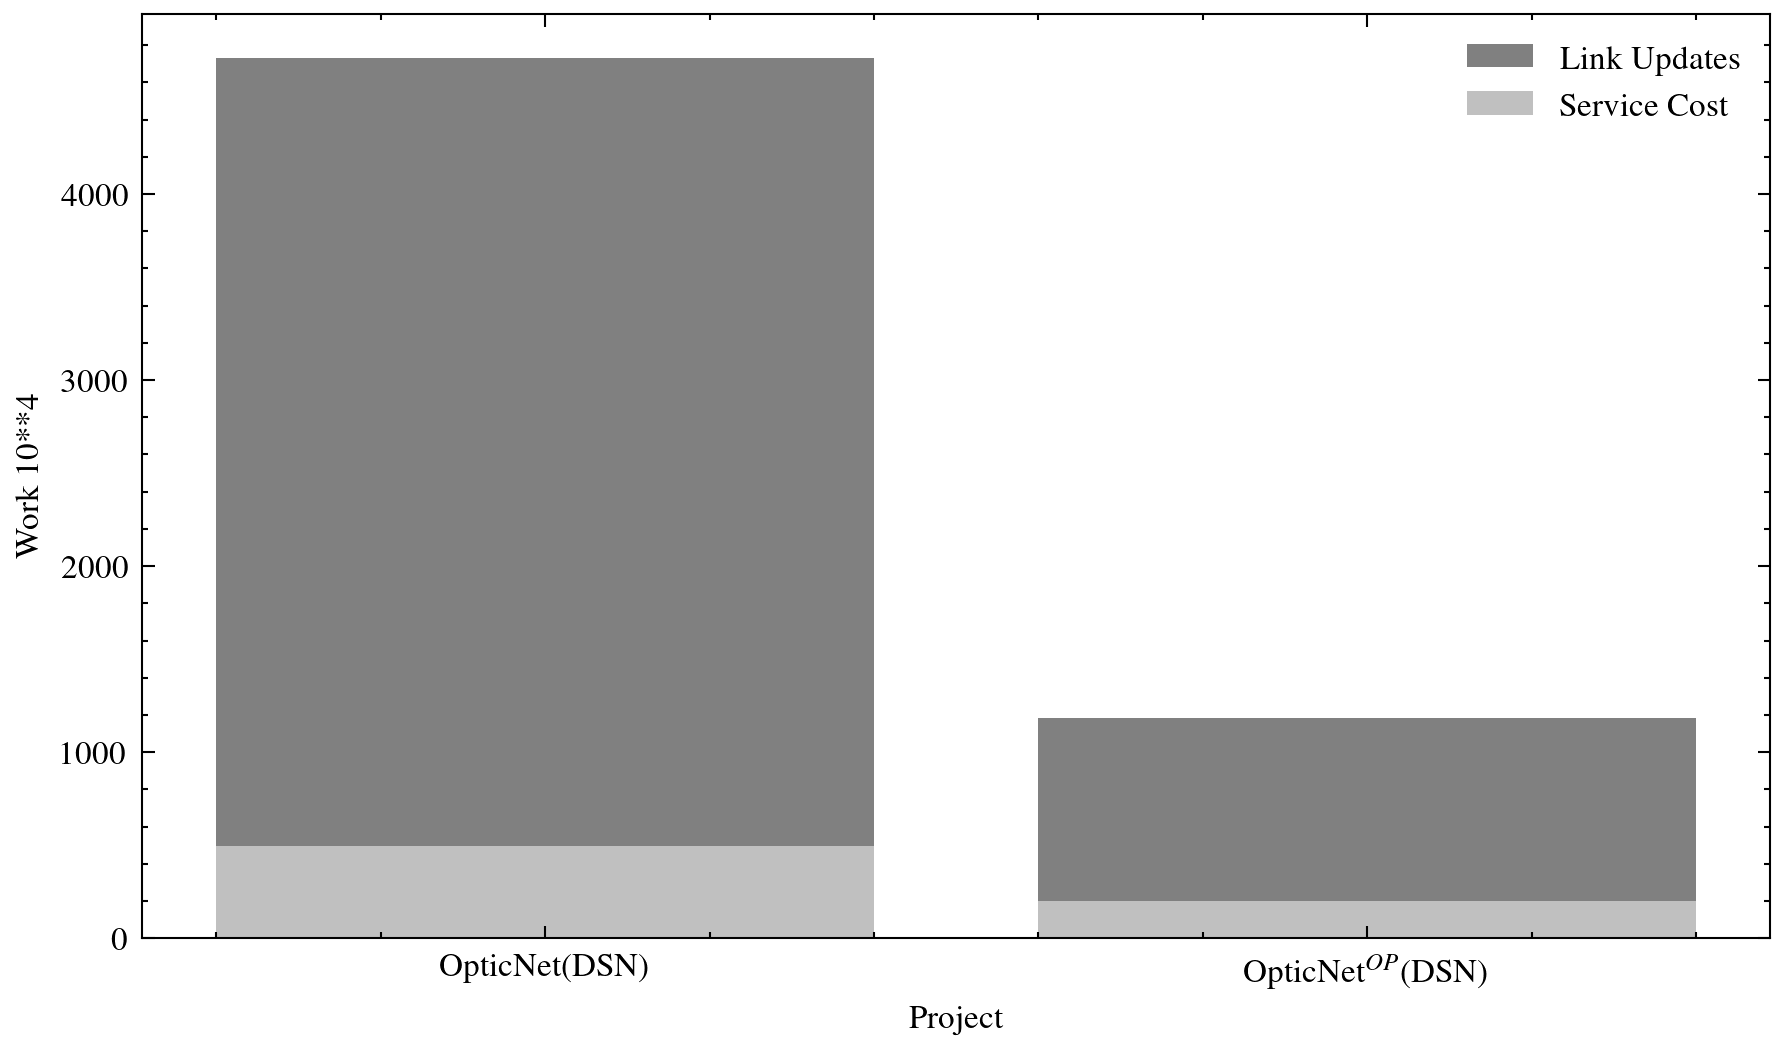 Link Updates
Service Cost
4000
3000
2000
1000
0
Work 10**4
OpticNet(DSN)
OpticNet^{OP}(DSN)
Project